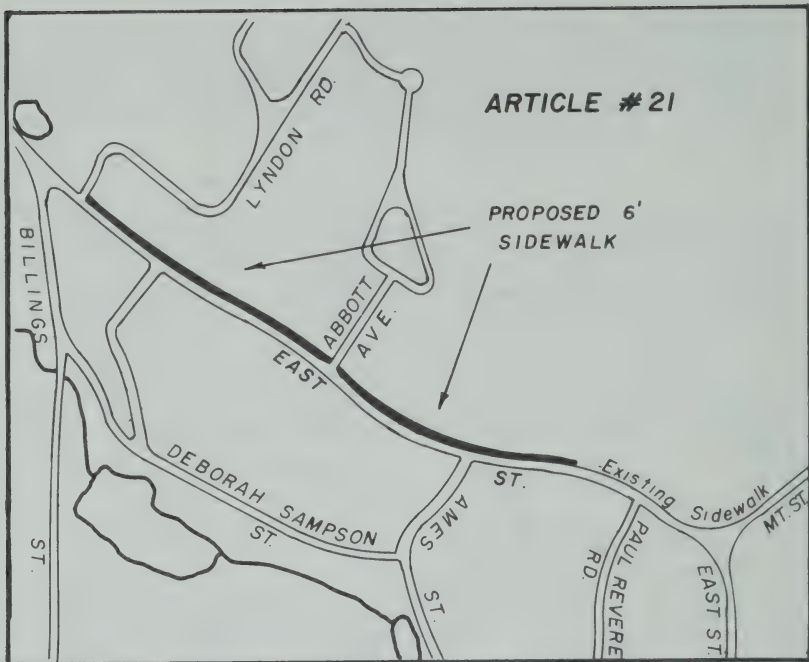 ARTICLE #21
LYNDON RD.
PROPOSED 6'
SIDEWALK
BILLINGS
ST.
ABBOTT
AVE.
EAST
ST.
Existing
Sidewalk
MT. ST.
DEBORAH SAMPSON
ST.
AMES
ST.
PAUL REVERE
RD.
EAST ST.